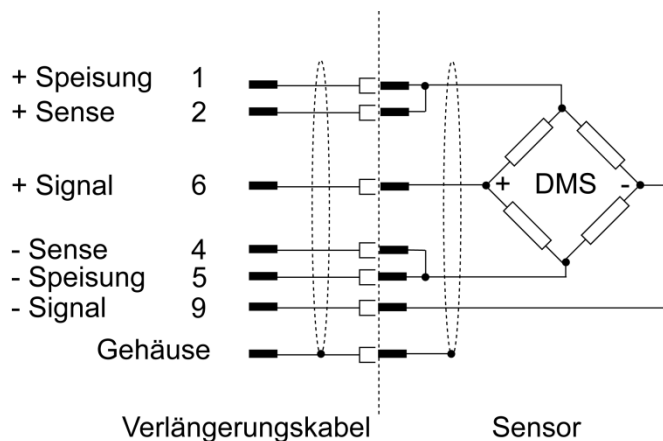 + Speisung 1
+ Sense 2
+ Signal 6
+ DMS -
- Sense 4
- Speisung 5
- Signal 9
Gehäuse
Verlängerungskabel Sensor